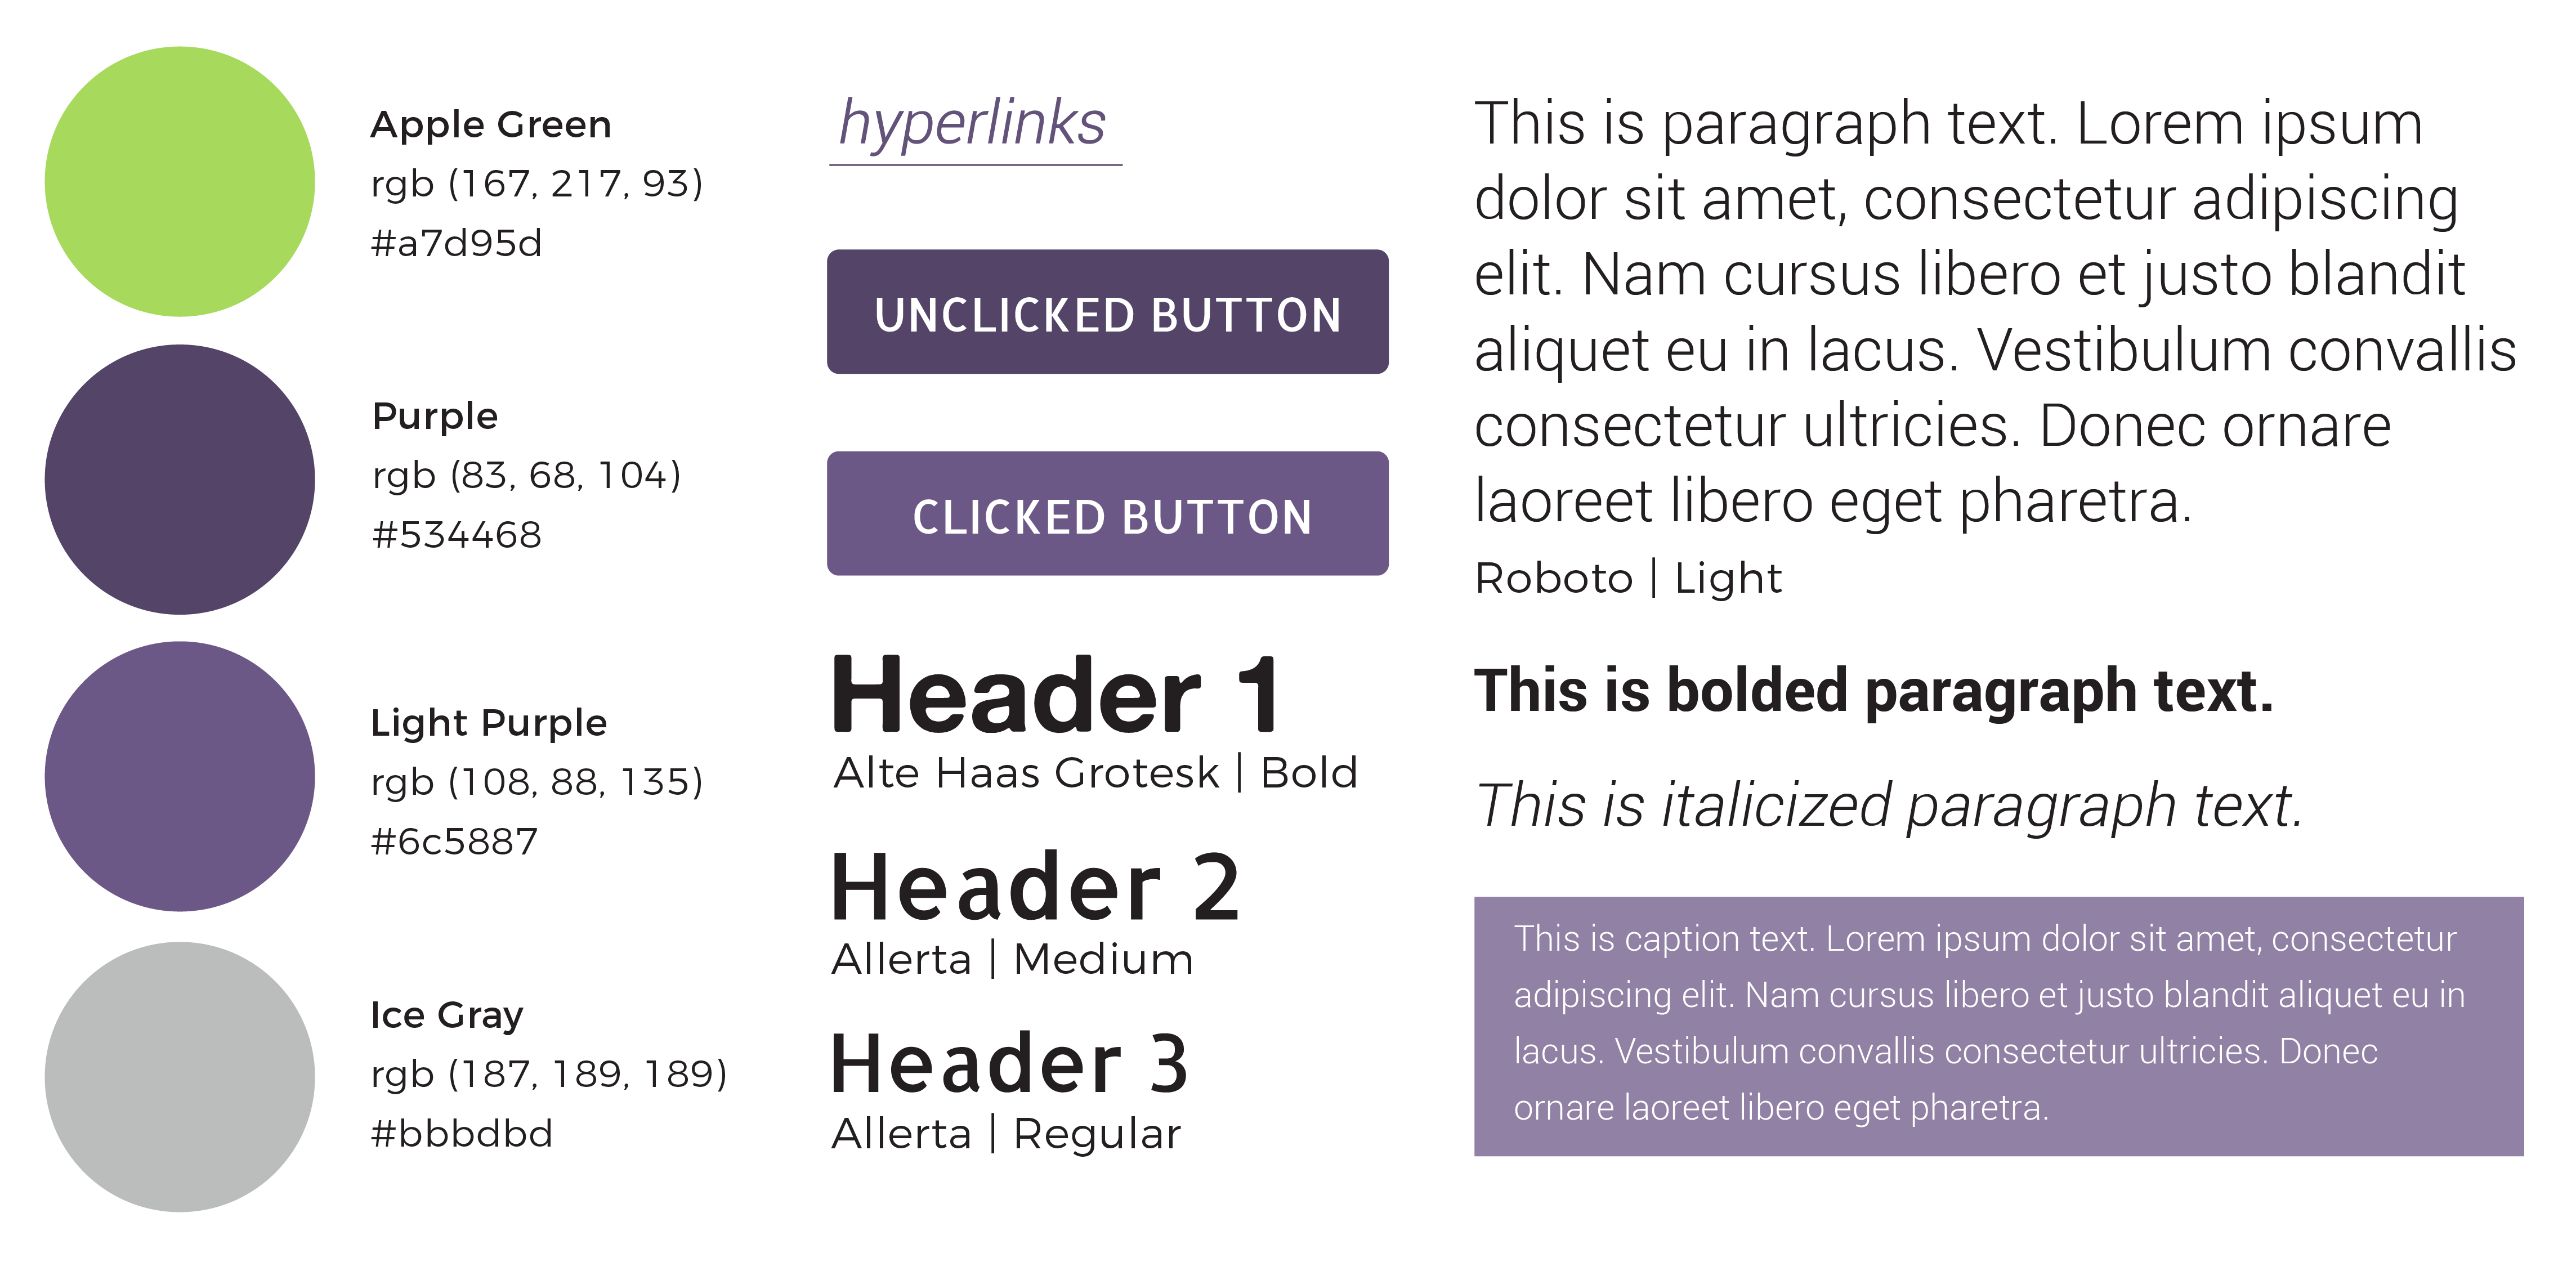 Apple Green
rgb (167, 217, 93)
#a7d95d
Purple
rgb (83, 68, 104)
#534468
Light Purple
rgb (108, 88, 135)
#6c5887
Ice Gray
rgb (187, 189, 189)
#bbbdbd
hyperlinks
UNCLICKED BUTTON
CLICKED BUTTON
Header 1
Alte Haas Grotesk | Bold
Header 2
Allerta | Medium
Header 3
Allerta | Regular
This is paragraph text. Lorem ipsum
dolor sit amet, consectetur adipiscing
elit. Nam cursus libero et justo blandit
aliquet eu in lacus. Vestibulum convallis
consectetur ultricies. Donec ornare
laoreet libero eget pharetra.
Roboto | Light
This is bolded paragraph text.
This is italicized paragraph text.
This is caption text. Lorem ipsum dolor sit amet, consectetur
adipiscing elit. Nam cursus libero et justo blandit aliquet eu in
lacus. Vestibulum convallis consectetur ultricies. Donec
ornare laoreet libero eget pharetra.